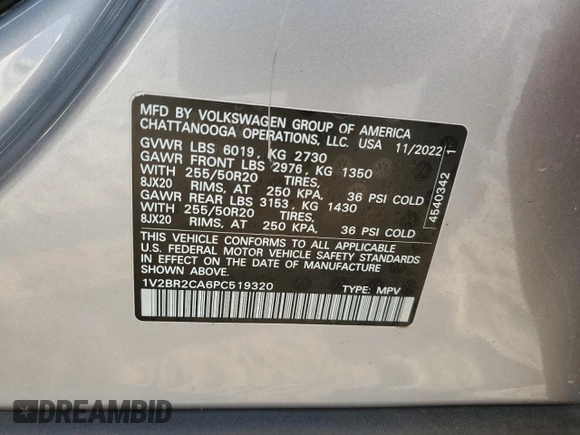 MFD BY VOLKSWAGEN GROUP OF AMERICA
CHATTANOOGA OPERATIONS, LLC. USA 11/2022
GVWR LBS 6019, KG 2730
GAWR FRONT LBS 2976, KG 1350
WITH 255/50R20 TIRES,
8JX20 RIMS, AT 250 KPA, 36 PSI COLD
GAWR REAR LBS 3153, KG 1430
WITH 255/50R20 TIRES,
8JX20 RIMS, AT 250 KPA, 36 PSI COLD
THIS VEHICLE CONFORMS TO ALL APPLICABLE
U.S. FEDERAL MOTOR VEHICLE SAFETY STANDARDS
IN EFFECT ON THE DATE OF MANUFACTURE
SHOWN ABOVE.
1V2BR2CA6PC519320 TYPE: MPV
4540342 1
DREAMBID